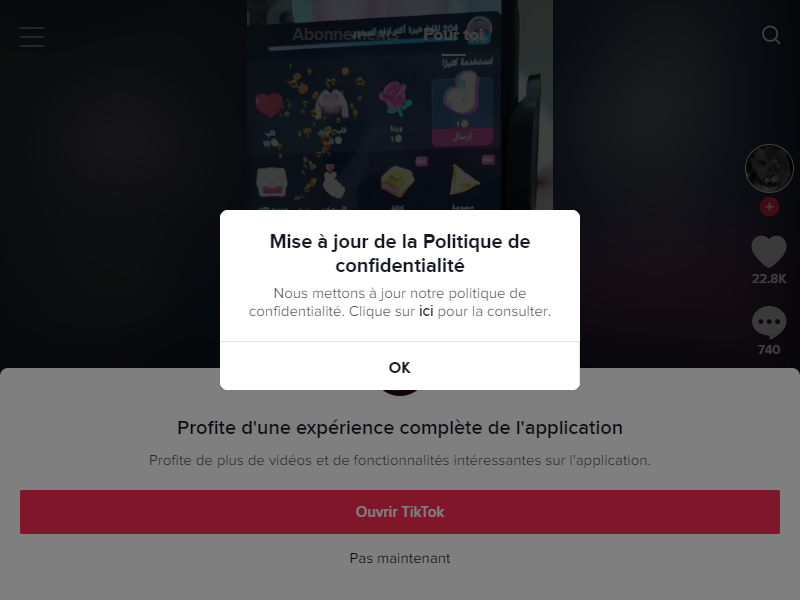 Abonnements Pour toi
22.8K
740
Mise à jour de la Politique de
confidentialité
Nous mettons à jour notre politique de
confidentialité. Clique sur ici pour la consulter.
OK
Profite d'une expérience complète de l'application
Profite de plus de vidéos et de fonctionnalités intéressantes sur l'application.
Ouvrir TikTok
Pas maintenant